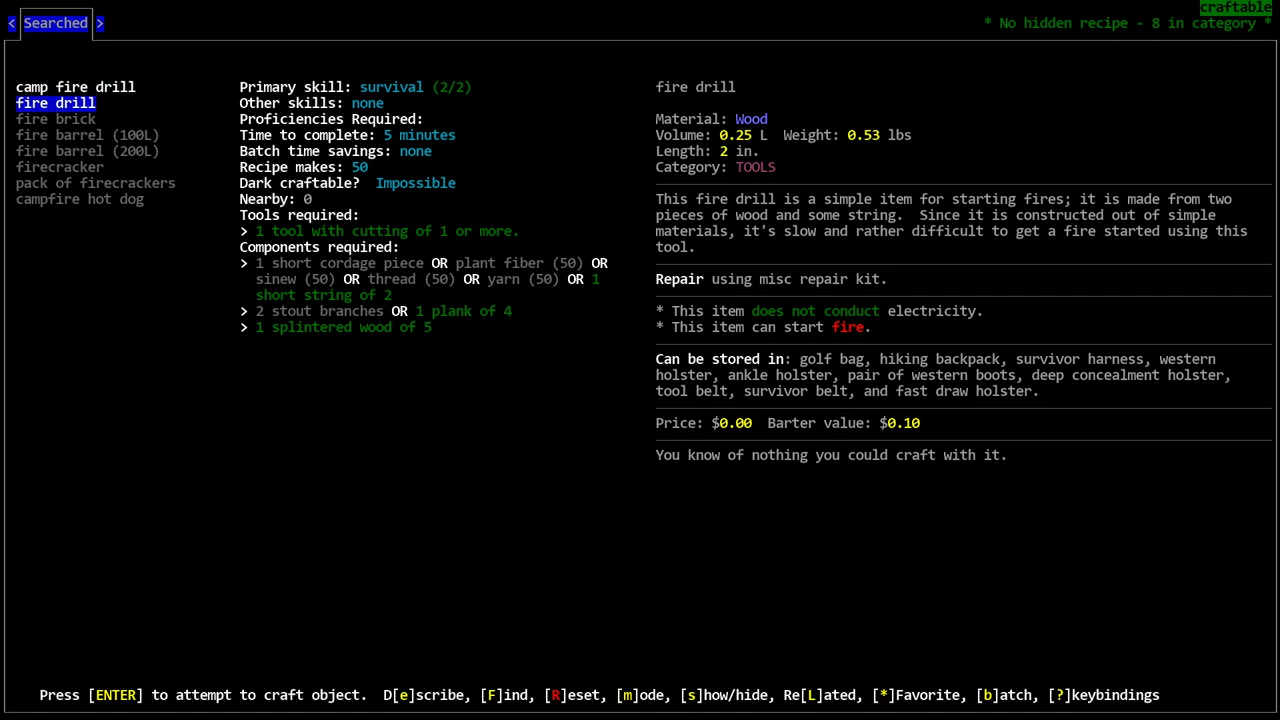 craftable
< Searched >
* No hidden recipe - 8 in category *
camp fire drill
fire drill
fire brick
fire barrel (100L)
fire barrel (200L)
firecracker
pack of firecrackers
campfire hot dog
Primary skill: survival (2/2)
Other skills: none
Proficiencies Required:
Time to complete: 5 minutes
Batch time savings: none
Recipe makes: 50
Dark craftable?  Impossible
Nearby: 0
Tools required:
> 1 tool with cutting of 1 or more.
Components required:
> 1 short cordage piece OR plant fiber (50) OR
sinew (50) OR thread (50) OR yarn (50) OR 1
short string of 2
> 2 stout branches OR 1 plank of 4
> 1 splintered wood of 5
fire drill
Material: Wood
Volume: 0.25 L  Weight: 0.53 lbs
Length: 2 in.
Category: TOOLS
This fire drill is a simple item for starting fires; it is made from two
pieces of wood and some string.  Since it is constructed out of simple
materials, it's slow and rather difficult to get a fire started using this
tool.
Repair using misc repair kit.
* This item does not conduct electricity.
* This item can start fire.
Can be stored in: golf bag, hiking backpack, survivor harness, western
holster, ankle holster, pair of western boots, deep concealment holster,
tool belt, survivor belt, and fast draw holster.
Price: $0.00  Barter value: $0.10
You know of nothing you could craft with it.
Press [ENTER] to attempt to craft object.  D[e]scribe, [F]ind, [R]eset, [m]ode, [s]how/hide, Re[L]ated, [*]Favorite, [b]atch, [?]keybindings